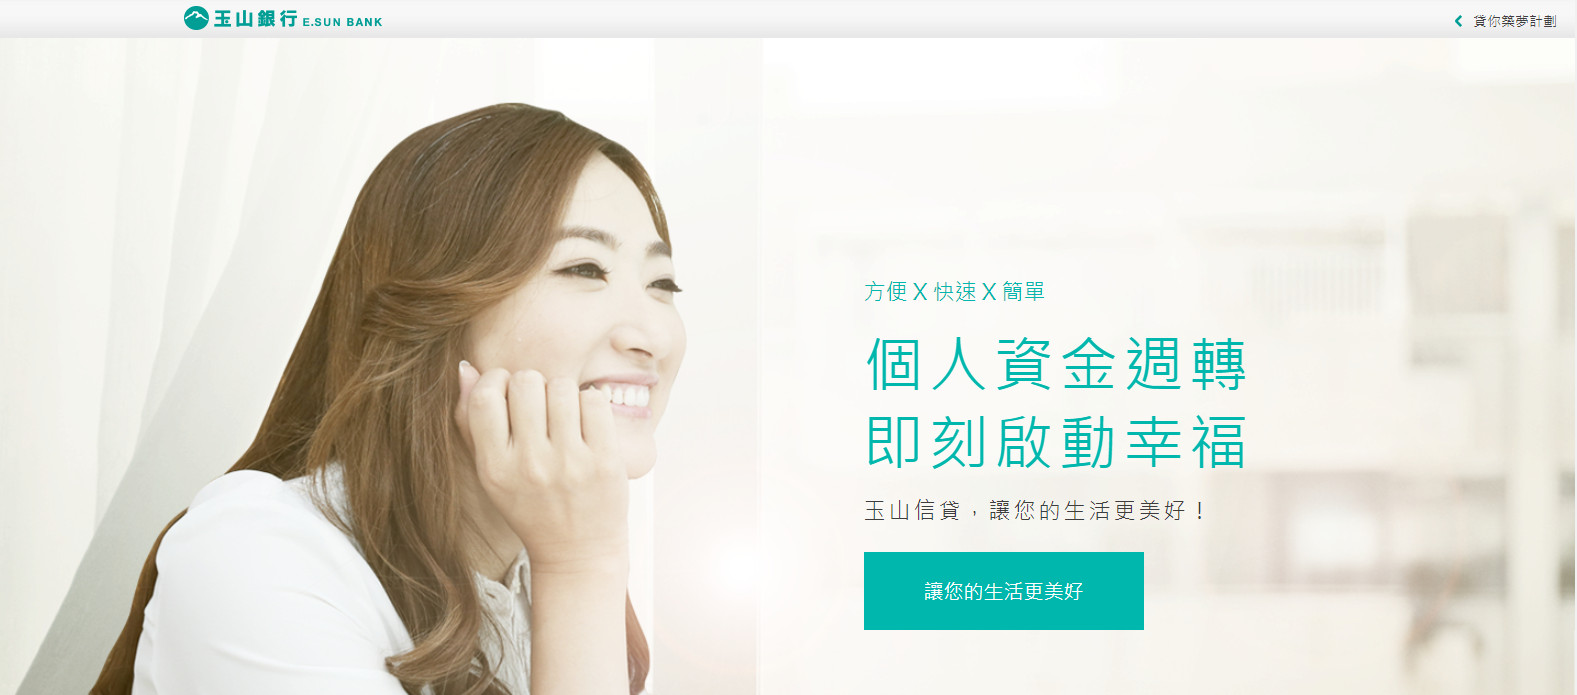 玉山銀行 E.SUN BANK
貸你築夢計劃
方便 X 快速 X 簡單
個人資金週轉
即刻啟動幸福
玉山信貸，讓您的生活更美好！
讓您的生活更美好